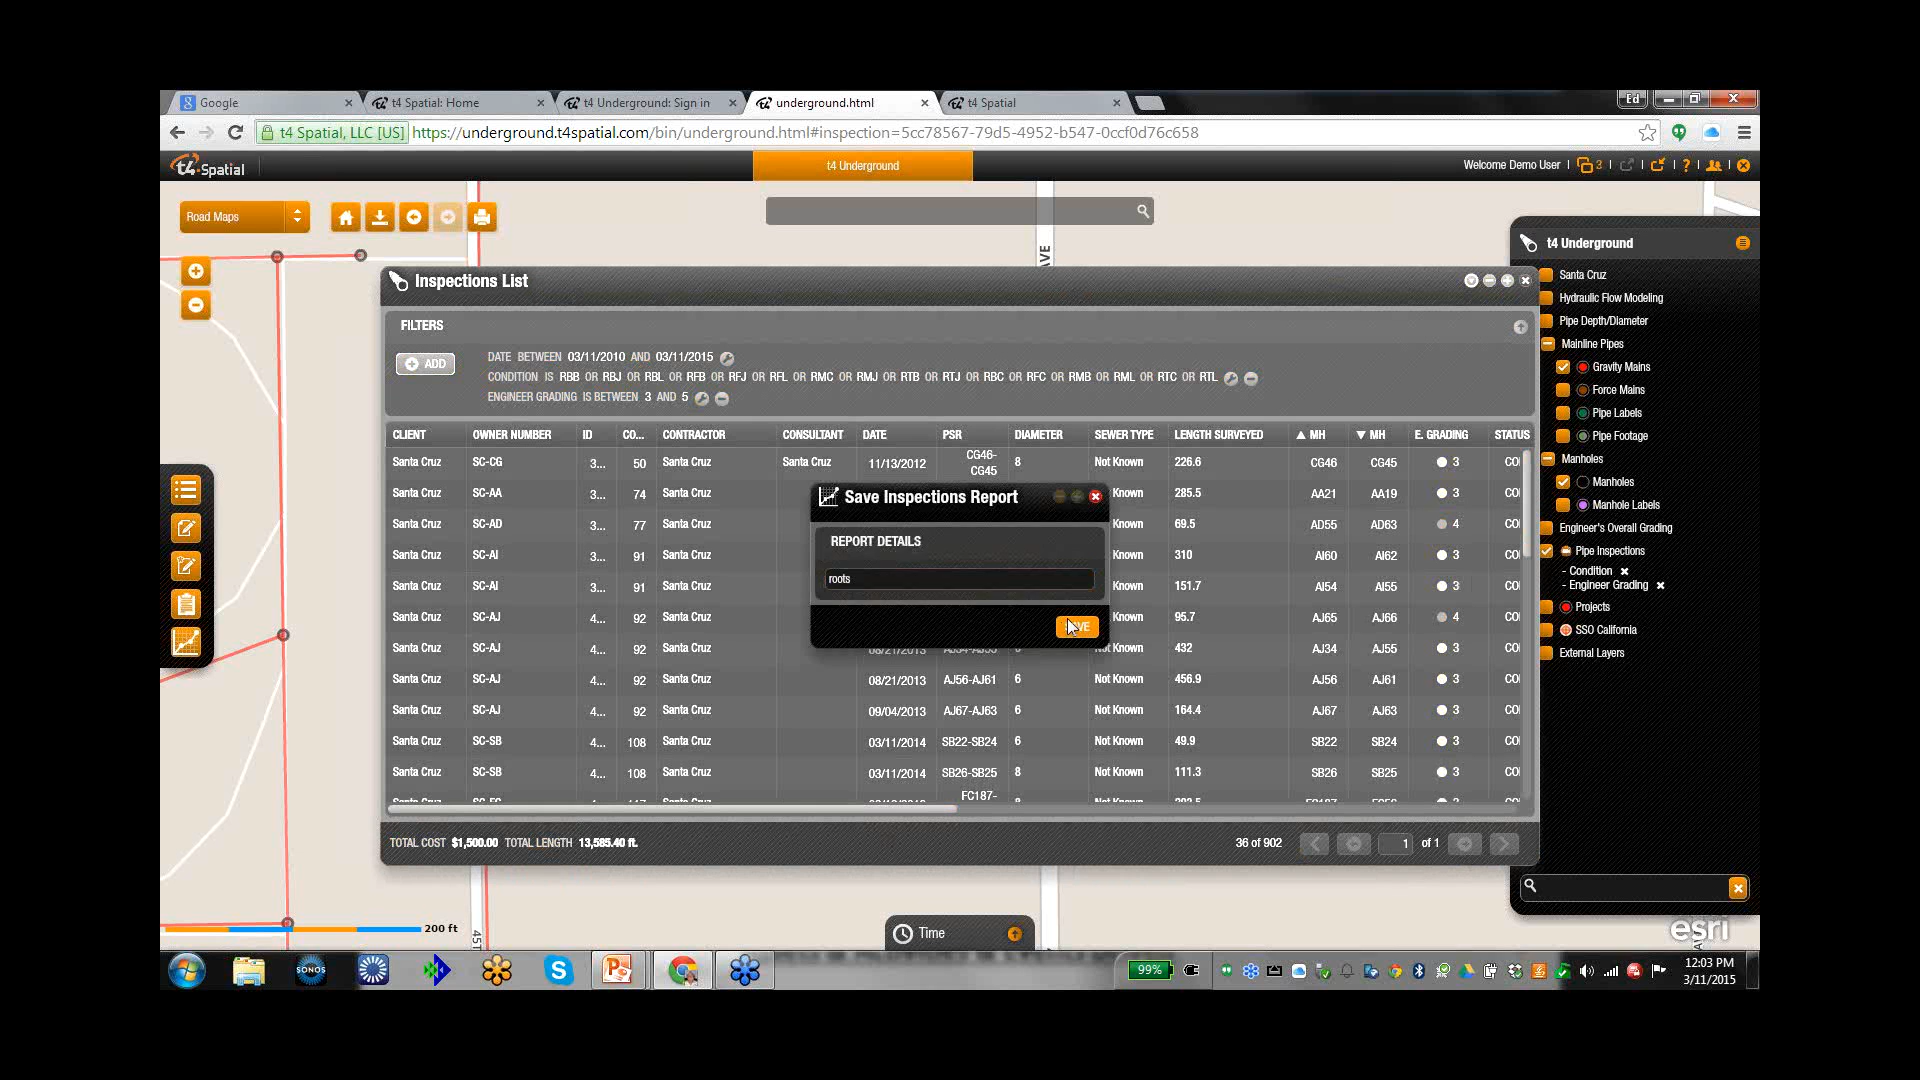 Google
t4 Spatial: Home
t4 Underground: Sign in
underground.html
t4 Spatial
Ed
t4 Spatial, LLC [US]
https://underground.t4spatial.com/bin/underground.html#inspection=5cc78567-79d5-4952-b547-0ccf0d76c658
t4 Spatial
t4 Underground
Welcome Demo User
3
Road Maps
AVE
Inspections List
FILTERS
ADD
DATE BETWEEN 03/11/2010 AND 03/11/2015
CONDITION IS RBB OR RBJ OR RBL OR RFB OR RFJ OR RFL OR RMC OR RMJ OR RTB OR RTJ OR RBC OR RFC OR RMB OR RML OR RTC OR RTL
ENGINEER GRADING IS BETWEEN 3 AND 5
CLIENT OWNER NUMBER ID CO... CONTRACTOR CONSULTANT DATE PSR DIAMETER SEWER TYPE LENGTH SURVEYED ▲ MH ▼ MH E. GRADING STATUS
Santa Cruz SC-CG 3... 50 Santa Cruz Santa Cruz 11/13/2012 CG46-CG45 8 Not Known 226.6 CG46 CG45 3
Santa Cruz SC-AA 3... 74 Santa Cruz Known 285.5 AA21 AA19 3
Santa Cruz SC-AD 3... 77 Santa Cruz Known 69.5 AD55 AD63 4
Santa Cruz SC-AI 3... 91 Santa Cruz Known 310 AI60 AI62 3
Santa Cruz SC-AI 3... 91 Santa Cruz Known 151.7 AI54 AI55 3
Santa Cruz SC-AJ 4... 92 Santa Cruz Known 95.7 AJ65 AJ66 4
Santa Cruz SC-AJ 4... 92 Santa Cruz 08/21/2013 AJ34-AJ55 Not Known 432 AJ34 AJ55 3
Santa Cruz SC-AJ 4... 92 Santa Cruz 08/21/2013 AJ56-AJ61 6 Not Known 456.9 AJ56 AJ61 3
Santa Cruz SC-AJ 4... 92 Santa Cruz 09/04/2013 AJ67-AJ63 6 Not Known 164.4 AJ67 AJ63 3
Santa Cruz SC-SB 4... 108 Santa Cruz 03/11/2014 SB22-SB24 6 Not Known 49.9 SB22 SB24 3
Santa Cruz SC-SB 4... 108 Santa Cruz 03/11/2014 SB26-SB25 8 Not Known 111.3 SB26 SB25 3
FC187-
Save Inspections Report
REPORT DETAILS
roots
TOTAL COST $1,500.00 TOTAL LENGTH 13,585.40 ft.
36 of 902
1 of 1
t4 Underground
Santa Cruz
Hydraulic Flow Modeling
Pipe Depth/Diameter
Mainline Pipes
Gravity Mains
Force Mains
Pipe Labels
Pipe Footage
Manholes
Manholes
Manhole Labels
Engineer's Overall Grading
Pipe Inspections
- Condition
- Engineer Grading
Projects
SSO California
External Layers
esri
200 ft
45T
Time
SONOS
99%
12:03 PM
3/11/2015